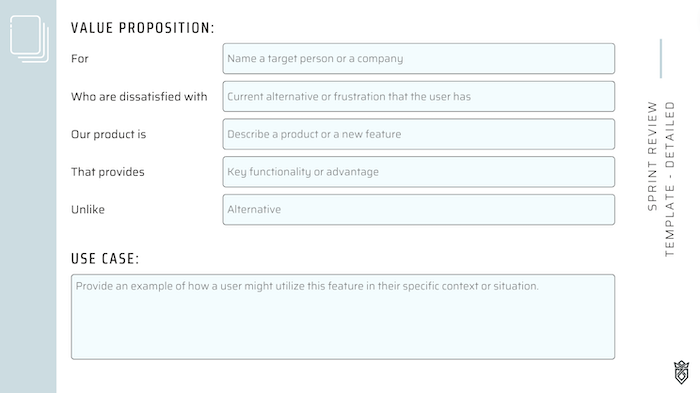 VALUE PROPOSITION:
For
Name a target person or a company
Who are dissatisfied with
Current alternative or frustration that the user has
Our product is
Describe a product or a new feature
That provides
Key functionality or advantage
Unlike
Alternative
USE CASE:
Provide an example of how a user might utilize this feature in their specific context or situation.
SPRINT REVIEW
TEMPLATE - DETAILED